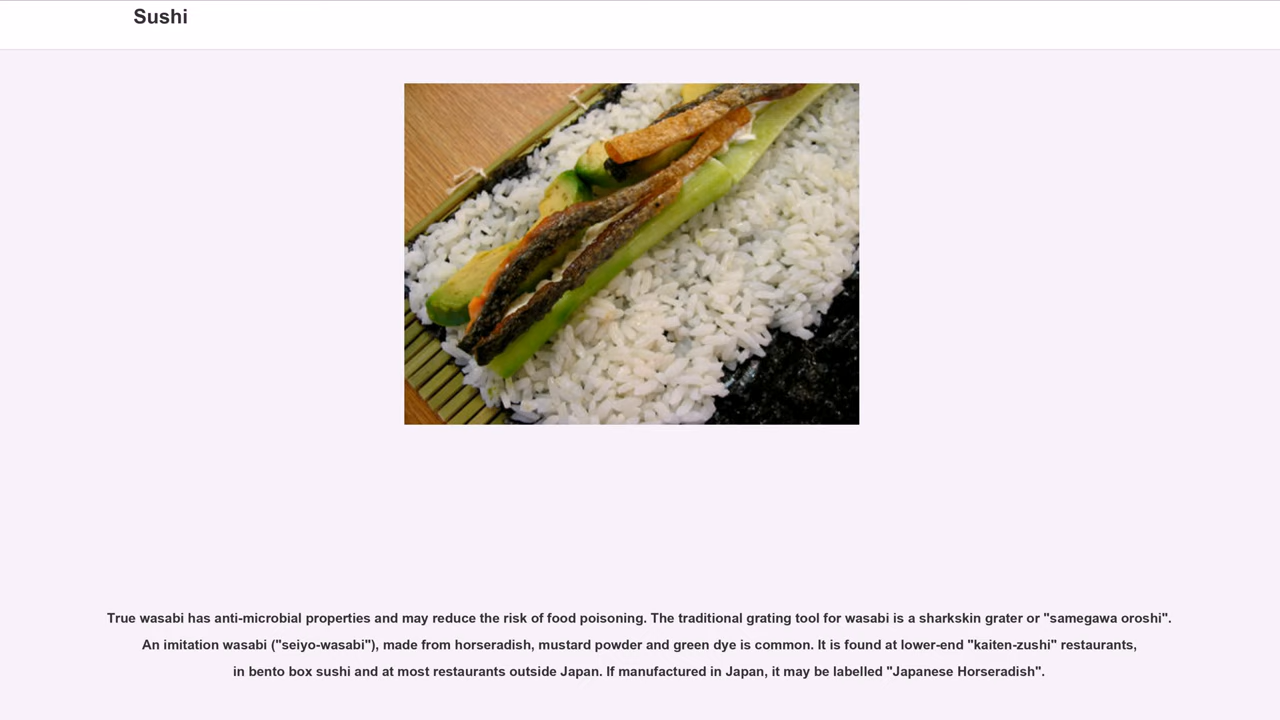 Sushi
True wasabi has anti-microbial properties and may reduce the risk of food poisoning. The traditional grating tool for wasabi is a sharkskin grater or "samegawa oroshi".
An imitation wasabi ("seiyo-wasabi"), made from horseradish, mustard powder and green dye is common. It is found at lower-end "kaiten-zushi" restaurants,
in bento box sushi and at most restaurants outside Japan. If manufactured in Japan, it may be labelled "Japanese Horseradish".